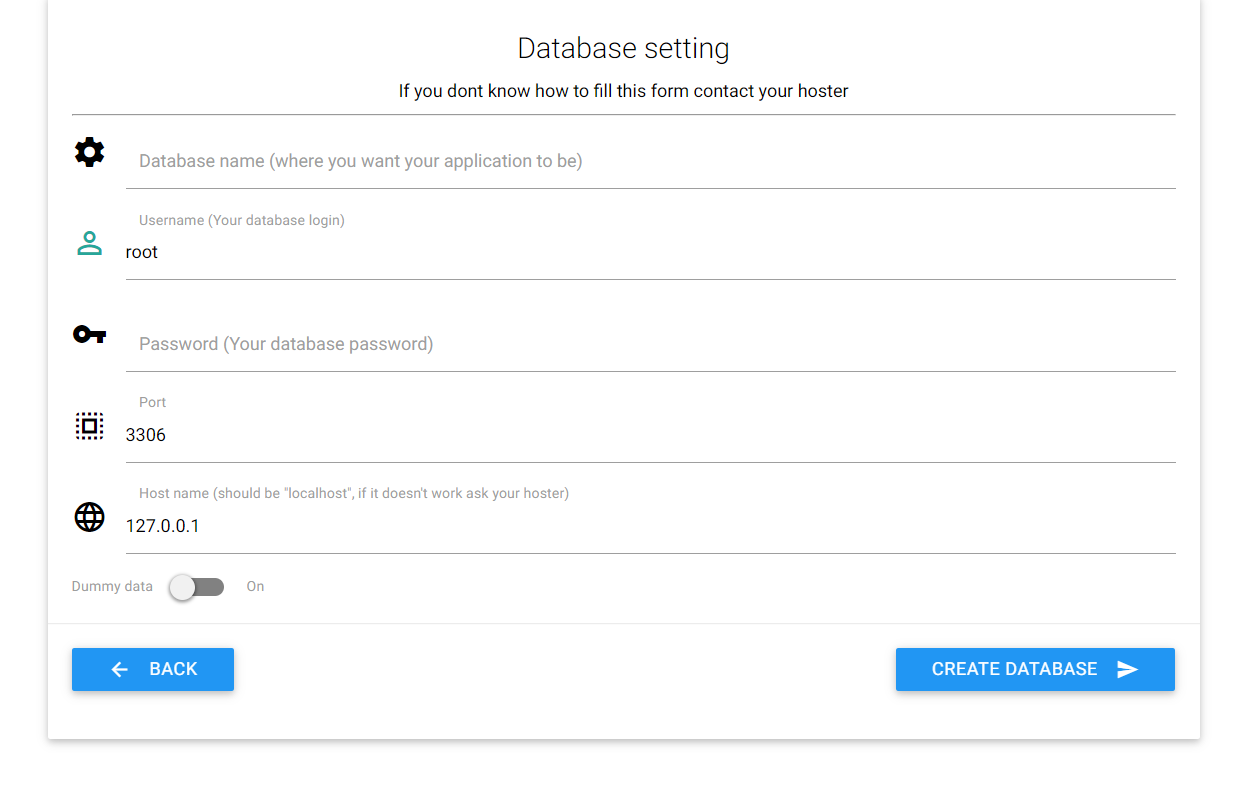 Database setting
If you dont know how to fill this form contact your hoster
Database name (where you want your application to be)
Username (Your database login)
root
Password (Your database password)
Port
3306
Host name (should be "localhost", if it doesn't work ask your hoster)
127.0.0.1
Dummy data On
BACK CREATE DATABASE